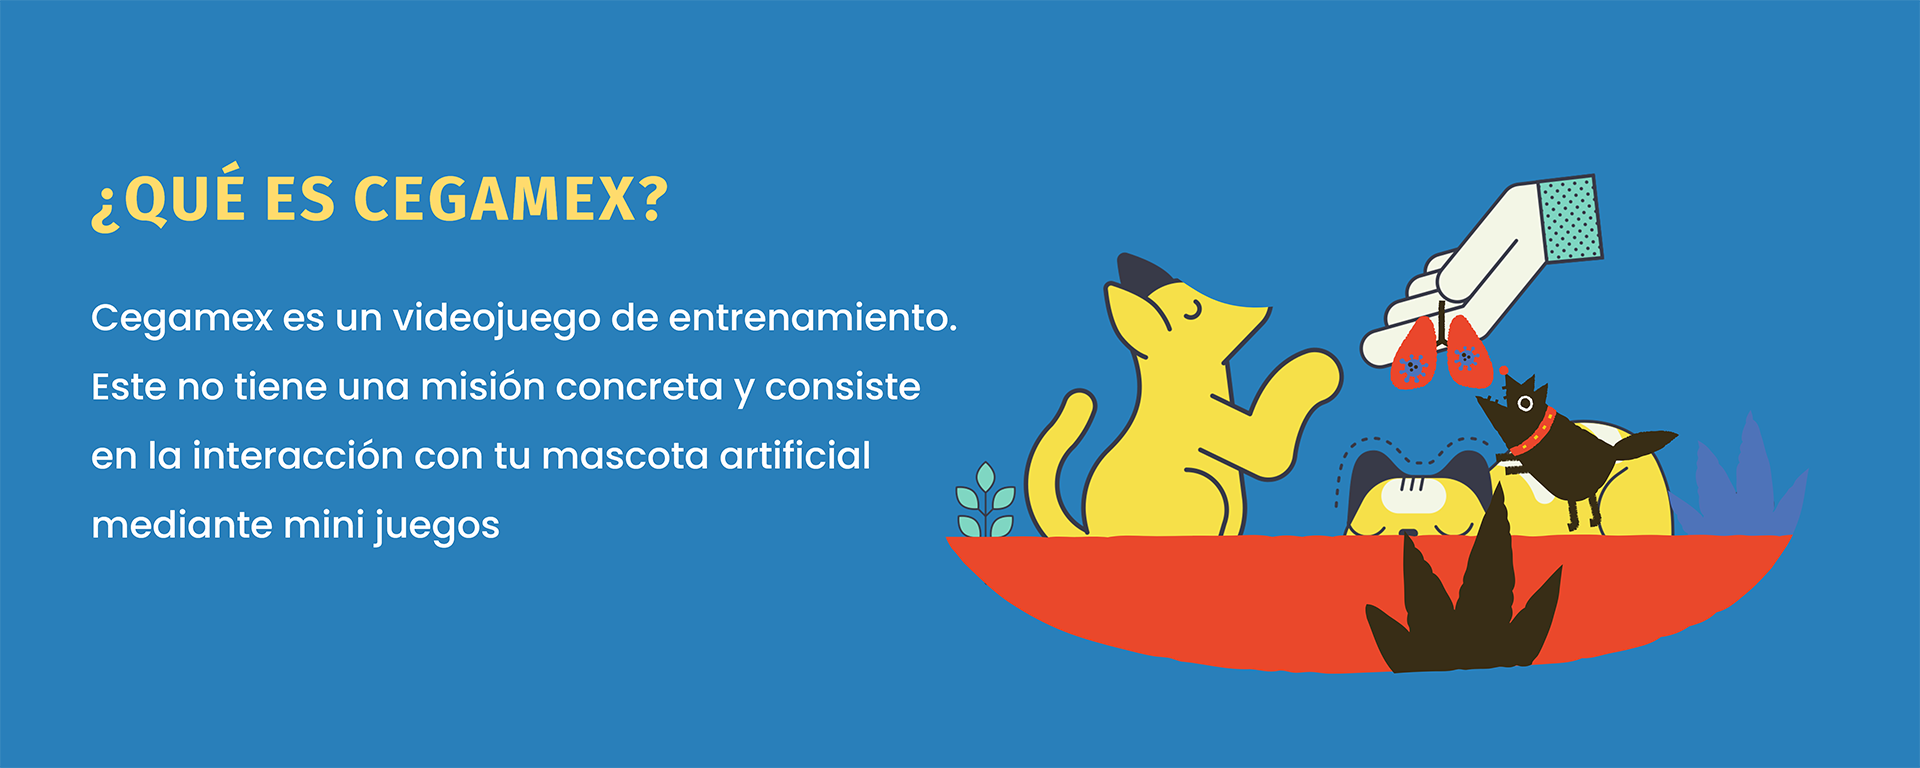 ¿QUÉ ES CEGAMEX?
Cegamex es un videojuego de entrenamiento.
Este no tiene una misión concreta y consiste
en la interacción con tu mascota artificial
mediante mini juegos